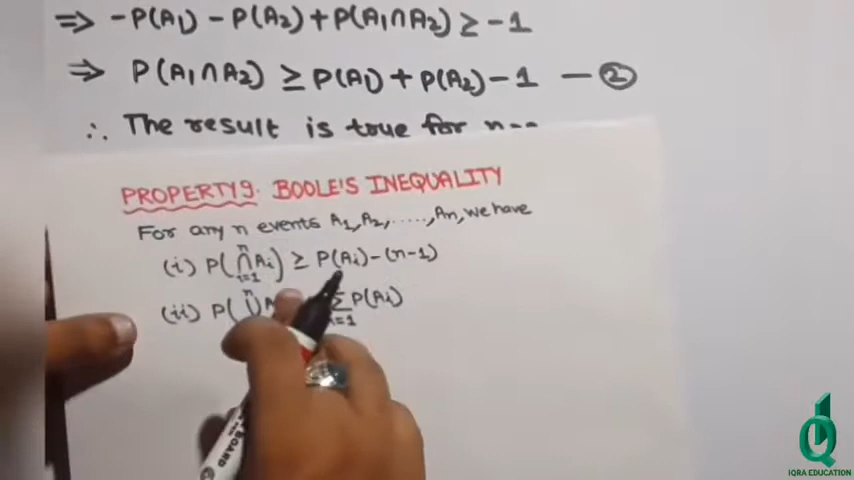 ⇒ -P(A₁) - P(A₂) + P(A₁∩A₂) ≥ -1
⇒ P(A₁∩A₂) ≥ P(A₁) + P(A₂) - 1 — ②
∴ The result is true for
PROPERTY 9: BOOLE'S INEQUALITY
For any n events A₁, A₂, ....., An, we have
(i) P(ⁿ∩ᵢ₌₁ Ai) ≥ P(Ai) - (n-1)
(ii) P(ⁿ∪ A Σ i=1 P(Ai)
BOARD
IQRA EDUCATION